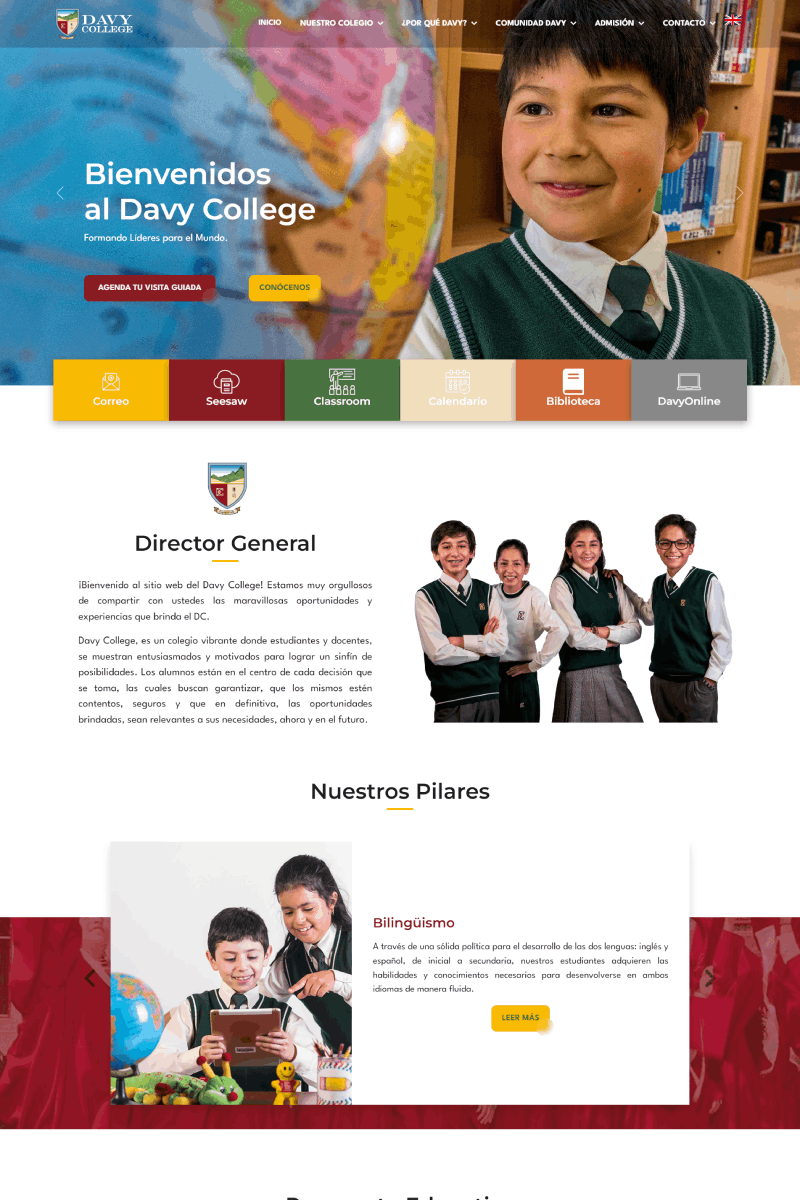 DAVY
COLLEGE
INICIO
NUESTRO COLEGIO
¿POR QUÉ DAVY?
COMUNIDAD DAVY
ADMISIÓN
CONTACTO
Bienvenidos
al Davy College
Formando Líderes para el Mundo.
AGENDA TU VISITA GUIADA
CONÓCENOS
Correo
Seesaw
Classroom
Calendario
Biblioteca
DavyOnline
Director General
¡Bienvenido al sitio web del Davy College! Estamos muy orgullosos
de compartir con ustedes las maravillosas oportunidades y
experiencias que brinda el DC.
Davy College, es un colegio vibrante donde estudiantes y docentes,
se muestran entusiasmados y motivados para lograr un sinfín de
posibilidades. Los alumnos están en el centro de cada decisión que
se toma, las cuales buscan garantizar, que los mismos estén
contentos, seguros y que en definitiva, las oportunidades
brindadas, sean relevantes a sus necesidades, ahora y en el futuro.
Nuestros Pilares
Bilingüismo
A través de una sólida política para el desarrollo de las dos lenguas: inglés y
español, de inicial a secundaria, nuestros estudiantes adquieren las
habilidades y conocimientos necesarios para desenvolverse en ambos
idiomas de manera fluida.
LEER MÁS